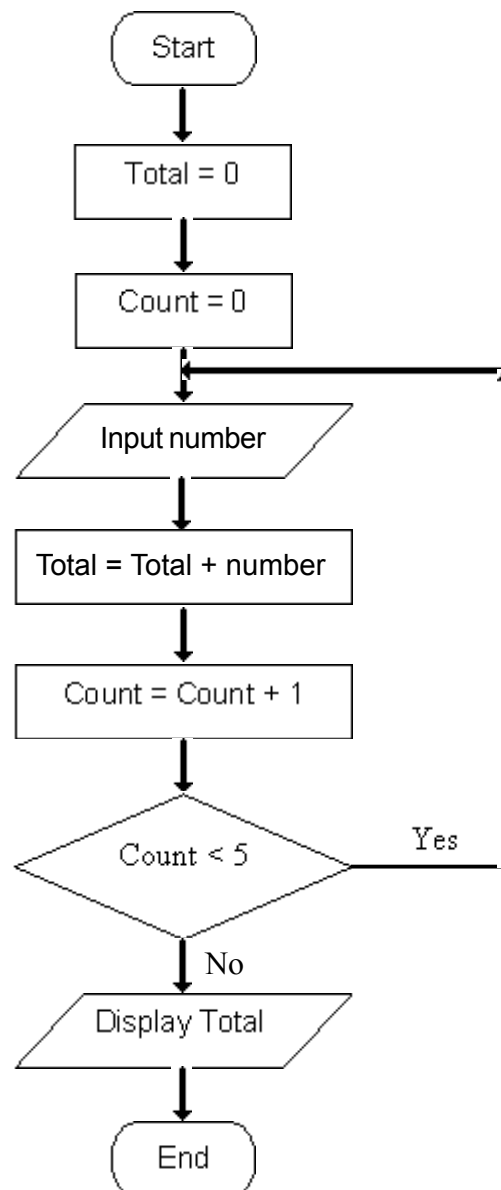 Start
Total = 0
Count = 0
Input number
Total = Total + number
Count = Count + 1
Count < 5
Yes
No
Display Total
End